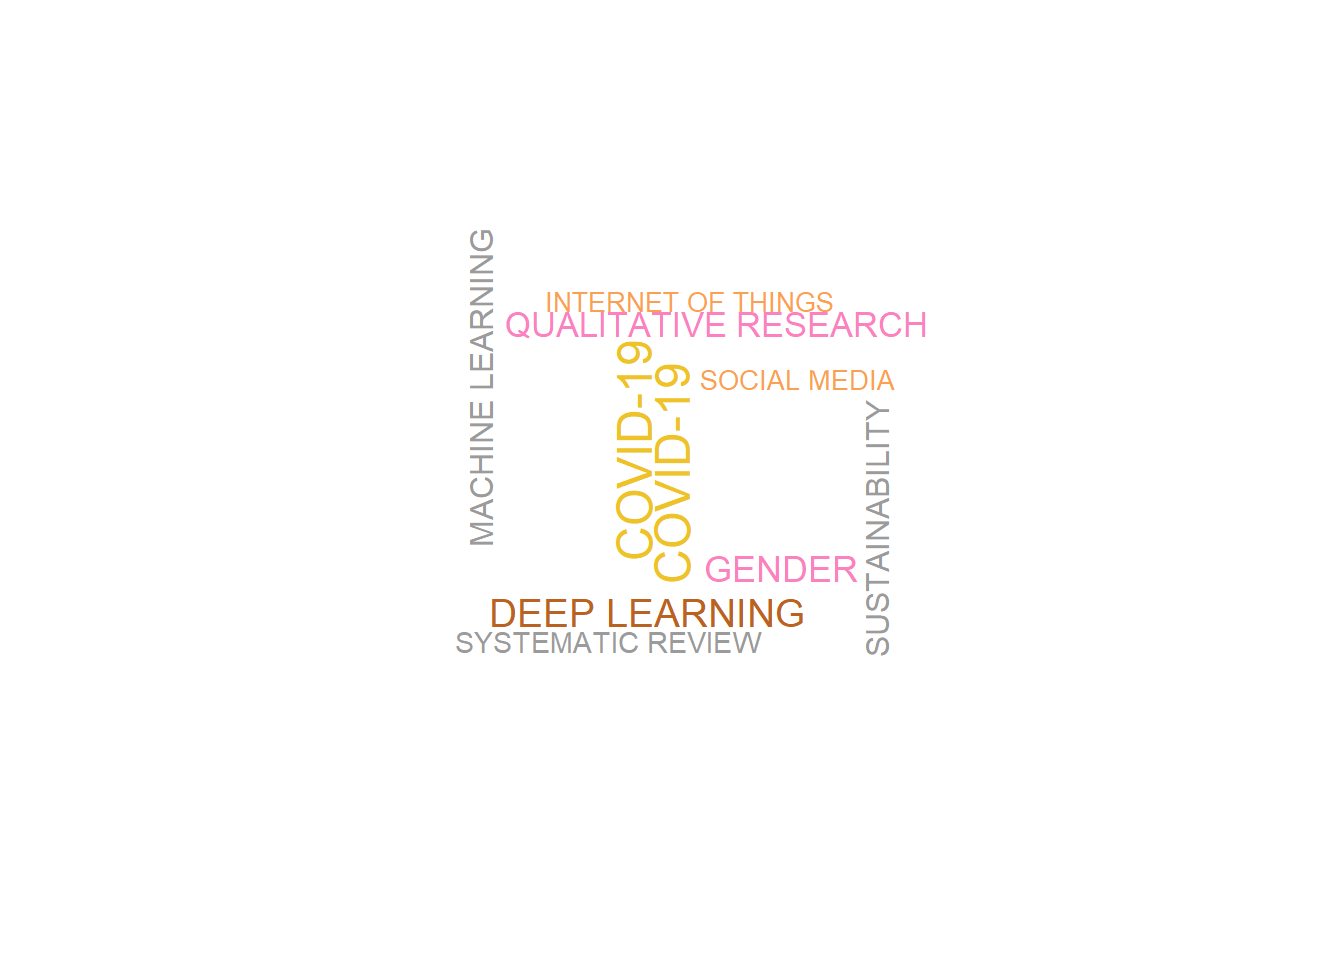 MACHINE LEARNING
INTERNET OF THINGS
QUALITATIVE RESEARCH
COVID-19
COVID-19
SOCIAL MEDIA
SUSTAINABILITY
GENDER
DEEP LEARNING
SYSTEMATIC REVIEW